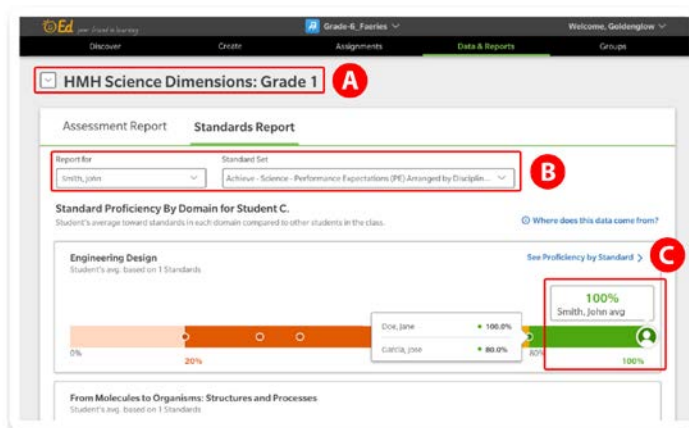 Ed your friend in learning
Grade-6_Faeries
Welcome, Goldenglow
Discover
Create
Assignments
Data & Reports
Groups
HMH Science Dimensions: Grade 1
A
Assessment Report
Standards Report
Report for
Standard Set
Smith, John
Achieve - Science - Performance Expectations (PE) Arranged by Disciplin...
B
Standard Proficiency By Domain for Student C.
Student's average toward standards in each domain compared to other students in the class.
Where does this data come from?
Engineering Design
Student's avg. based on 1 Standards
See Proficiency by Standard >
C
100%
Smith, John avg
Doe, Jane
100.0%
Garcia, Jose
80.0%
0%
20%
80%
100%
From Molecules to Organisms: Structures and Processes
Student's avg. based on 1 Standards